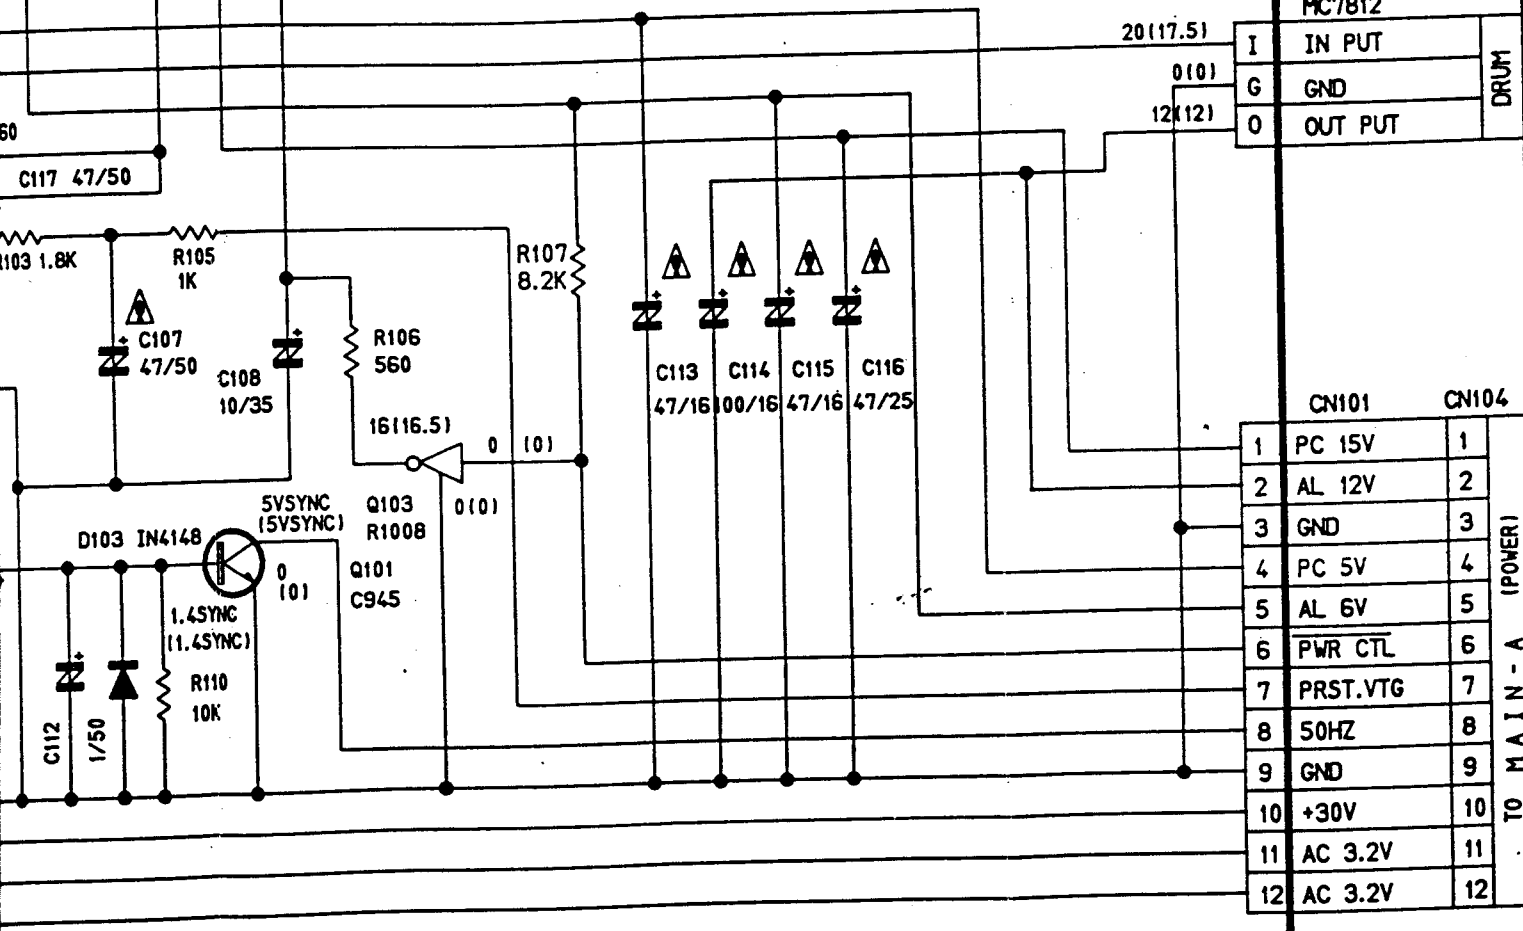 MC7812
20(17.5) I IN PUT
0(0) G GND
12(12) O OUT PUT
DRUM
60
C117 47/50
R103 1.8K
R105
1K
R107
8.2K
C107
47/50
C108
10/35
R106
560
C113 C114 C115 C116
47/16 100/16 47/16 47/25
16(16.5)
0 (0)
0(0)
Q103
R1008
5VSYNC
(5VSYNC)
D103 IN4148
0
(0)
Q101
C945
1.4SYNC
(1.4SYNC)
R110
10K
C112
1/50
CN101 CN104
1 PC 15V 1
2 AL 12V 2
3 GND 3
4 PC 5V 4
5 AL 6V 5
6 PWR CTL 6
7 PRST.VTG 7
8 50HZ 8
9 GND 9
10 +30V 10
11 AC 3.2V 11
12 AC 3.2V 12
TO MAIN-A (POWER)